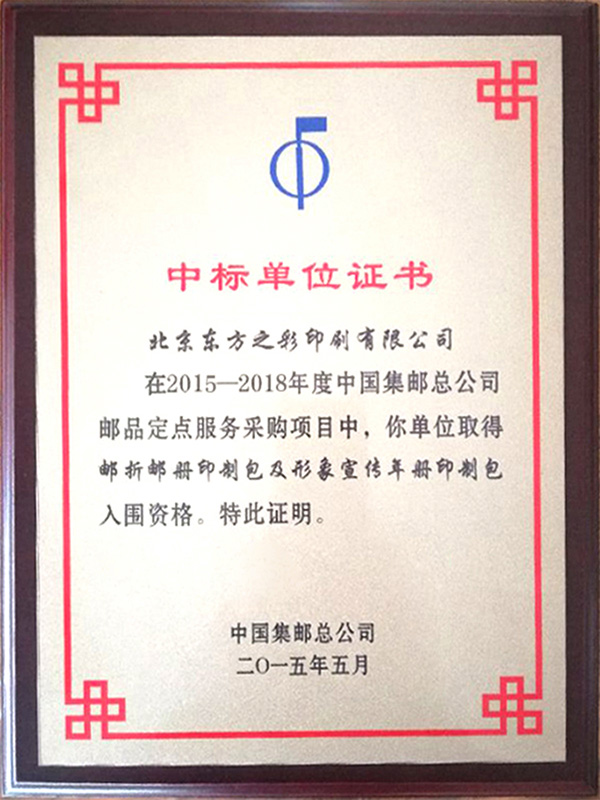 中标单位证书
北京东方之彩印刷有限公司
在2015—2018年度中国集邮总公司
邮品定点服务采购项目中，你单位取得
邮折邮册印制包及形象宣传年册印制包
入围资格。特此证明。
中国集邮总公司
二〇一五年五月